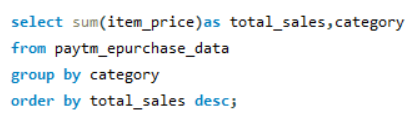 select sum(item_price)as total_sales,category
from paytm_epurchase_data
group by category
order by total_sales desc;